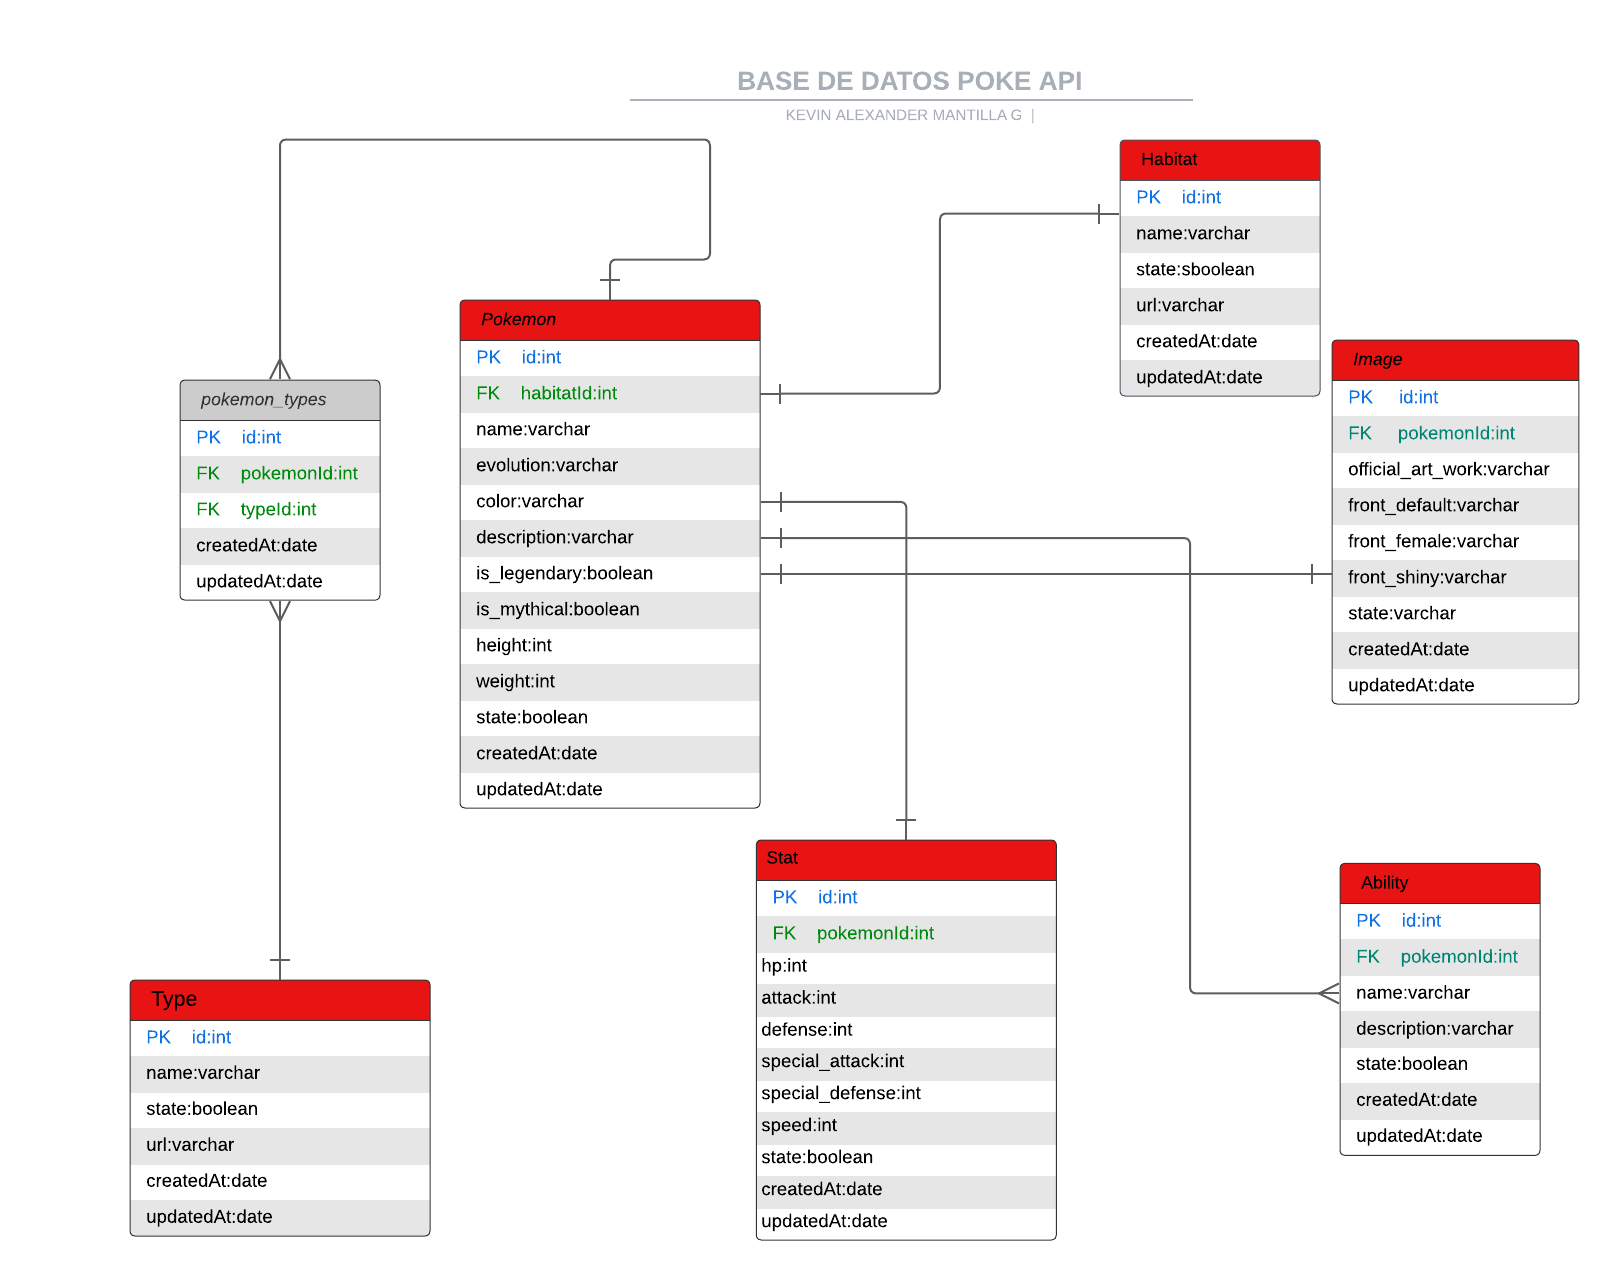 BASE DE DATOS POKE API
KEVIN ALEXANDER MANTILLA G |
Habitat
PK id:int
name:varchar
state:sboolean
url:varchar
createdAt:date
updatedAt:date
Pokemon
PK id:int
FK habitatId:int
name:varchar
evolution:varchar
color:varchar
description:varchar
is_legendary:boolean
is_mythical:boolean
height:int
weight:int
state:boolean
createdAt:date
updatedAt:date
Image
PK id:int
FK pokemonId:int
official_art_work:varchar
front_default:varchar
front_female:varchar
front_shiny:varchar
state:varchar
createdAt:date
updatedAt:date
pokemon_types
PK id:int
FK pokemonId:int
FK typeId:int
createdAt:date
updatedAt:date
Stat
PK id:int
FK pokemonId:int
hp:int
attack:int
defense:int
special_attack:int
special_defense:int
speed:int
state:boolean
createdAt:date
updatedAt:date
Ability
PK id:int
FK pokemonId:int
name:varchar
description:varchar
state:boolean
createdAt:date
updatedAt:date
Type
PK id:int
name:varchar
state:boolean
url:varchar
createdAt:date
updatedAt:date